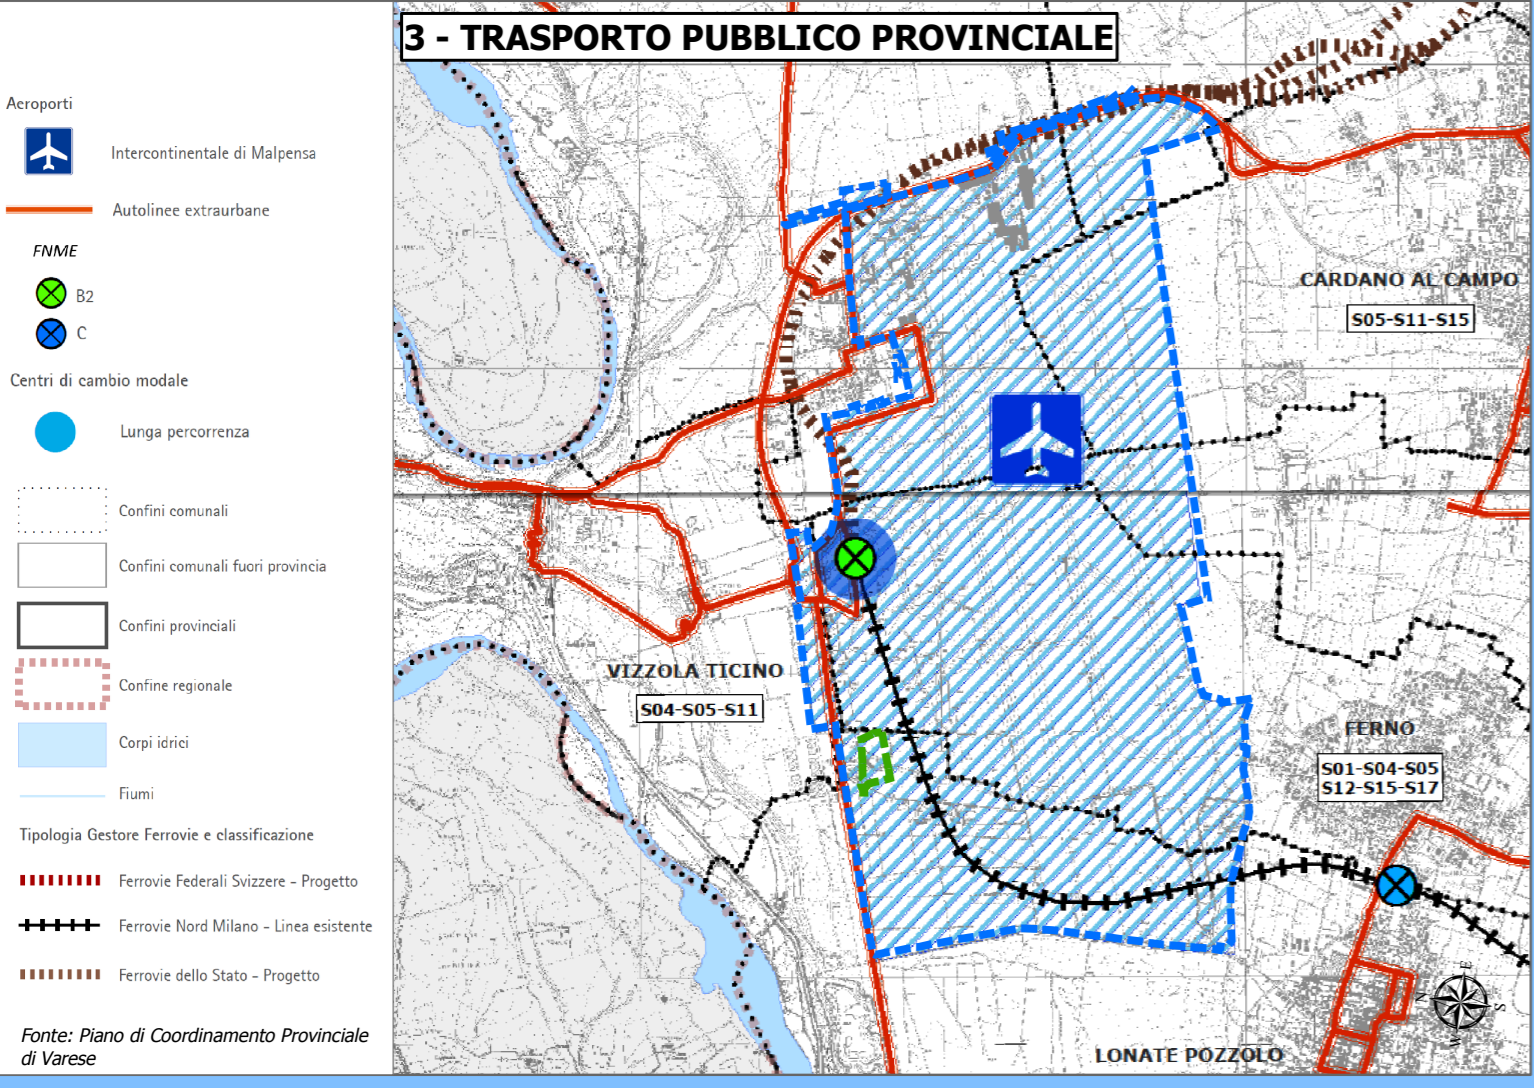 3 - TRASPORTO PUBBLICO PROVINCIALE
Aeroporti
Intercontinentale di Malpensa
Autolinee extraurbane
FNME
B2
C
Centri di cambio modale
Lunga percorrenza
Confini comunali
Confini comunali fuori provincia
Confini provinciali
Confine regionale
Corpi idrici
Fiumi
Tipologia Gestore Ferrovie e classificazione
Ferrovie Federali Svizzere - Progetto
Ferrovie Nord Milano - Linea esistente
Ferrovie dello Stato - Progetto
Fonte: Piano di Coordinamento Provinciale
di Varese
CARDANO AL CAMPO
S05-S11-S15
VIZZOLA TICINO
S04-S05-S11
FERNO
S01-S04-S05
S12-S15-S17
LONATE POZZOLO
N
E
S
W